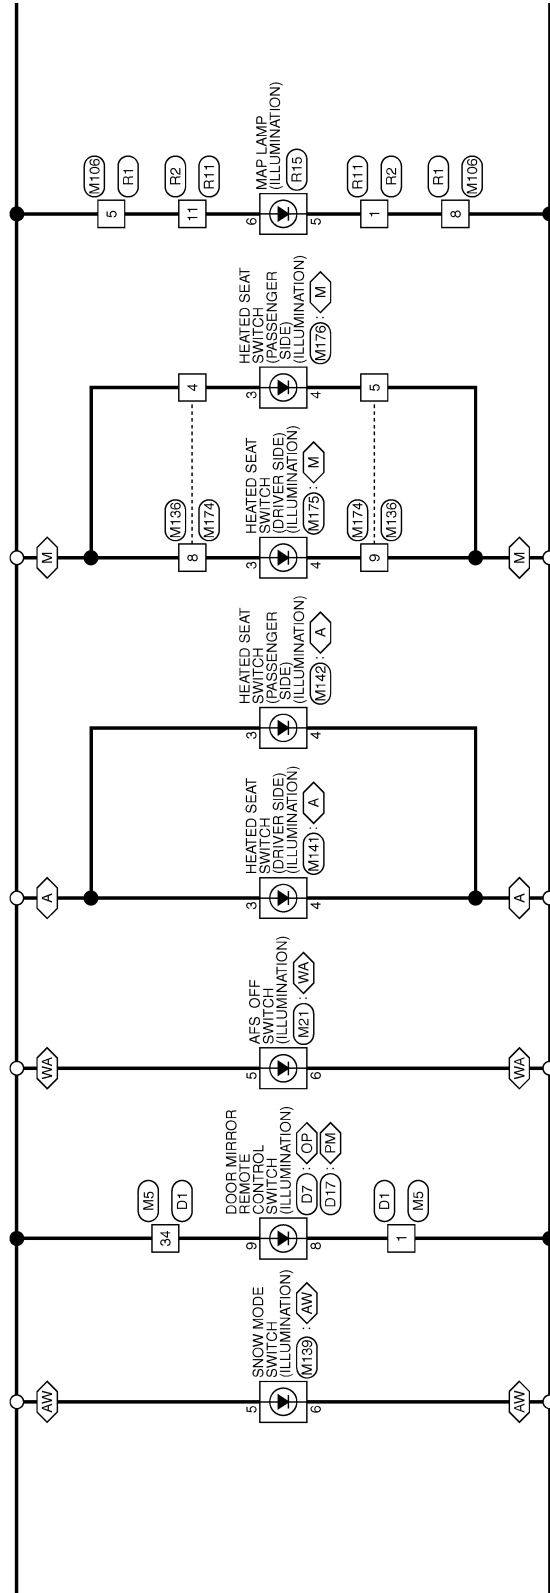 AW
5
SNOW MODE
SWITCH
(ILLUMINATION)
M139 : AW
6
AW
M5
34
D1
9
DOOR MIRROR
REMOTE
CONTROL
SWITCH
(ILLUMINATION)
D7 : OP
D17 : PM
8
D1
1
M5
WA
5
AFS OFF
SWITCH
(ILLUMINATION)
M21 : WA
6
WA
A
3
HEATED SEAT
SWITCH
(DRIVER SIDE)
(ILLUMINATION)
M141 : A
4
A
3
HEATED SEAT
SWITCH
(PASSENGER
SIDE)
(ILLUMINATION)
M142 : A
4
M
M136
8
M174
3
HEATED SEAT
SWITCH
(DRIVER SIDE)
(ILLUMINATION)
M175 : M
4
M174
9
M136
M
4
3
HEATED SEAT
SWITCH
(PASSENGER
SIDE)
(ILLUMINATION)
M176 : M
4
5
M106
5
R1
R2
11
R11
6
MAP LAMP
(ILLUMINATION)
R15
5
R11
1
R2
R1
8
M106